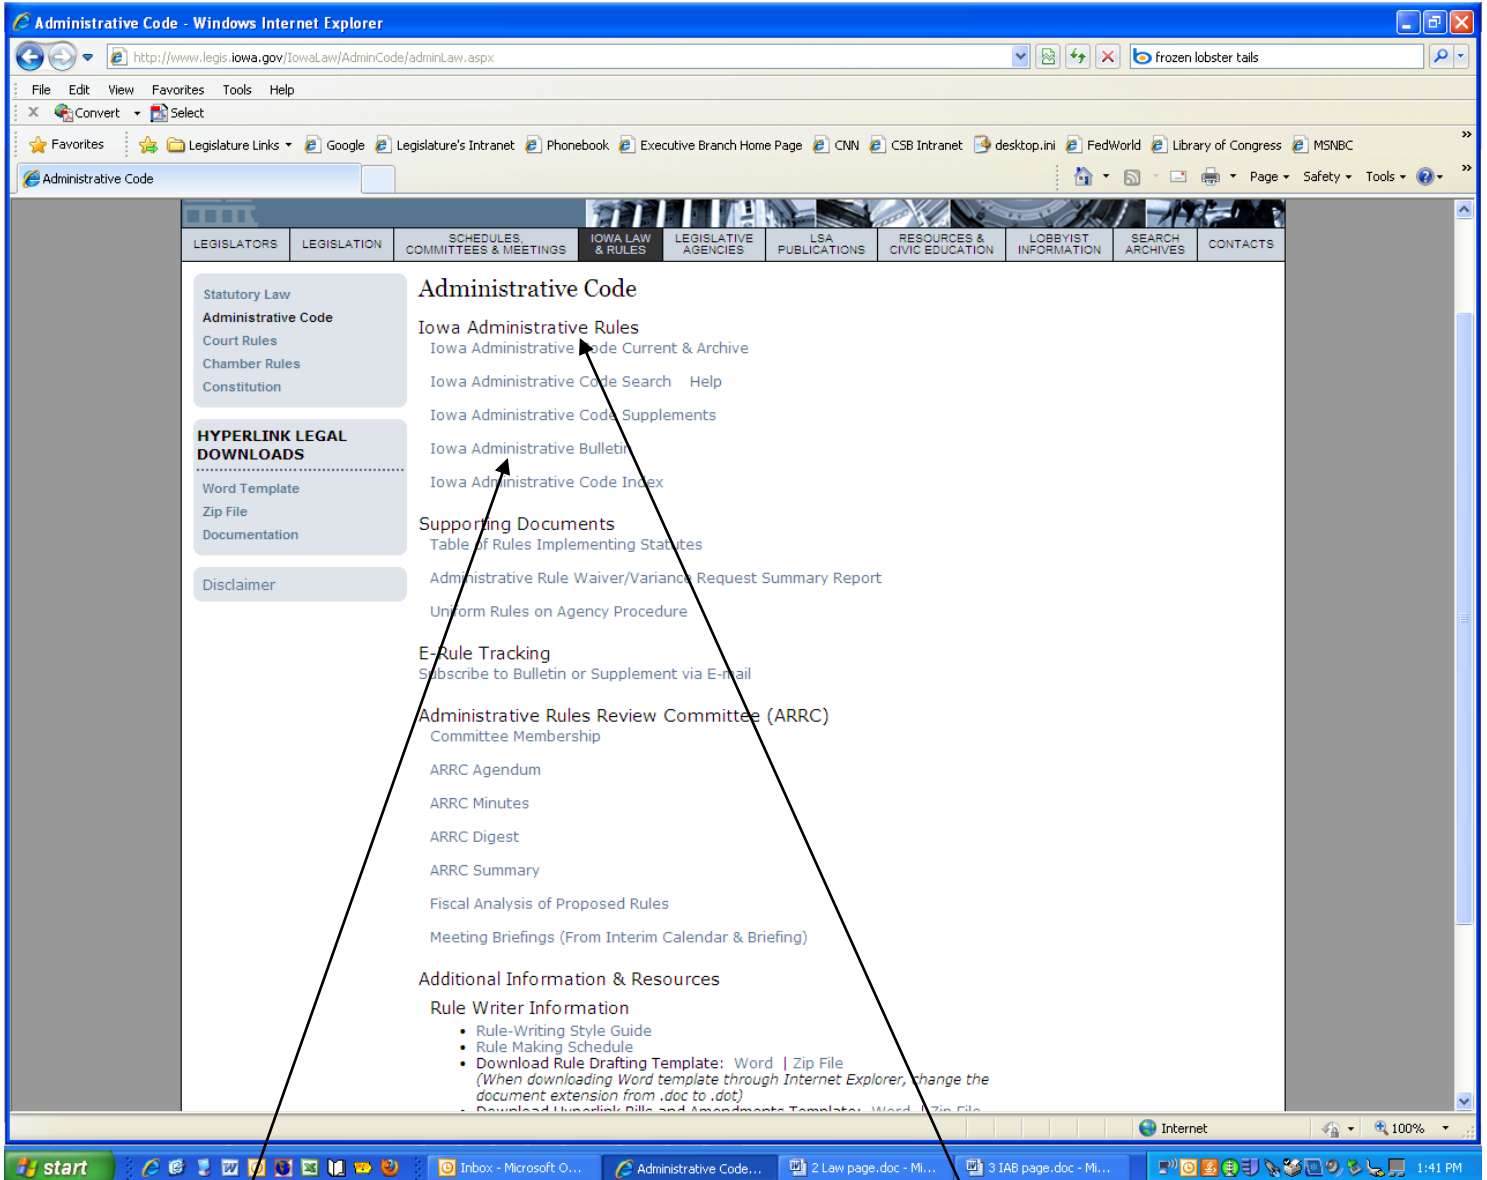 Administrative Code - Windows Internet Explorer
http://www.legis.iowa.gov/IowaLaw/AdminCode/adminLaw.aspx
frozen lobster tails
File Edit View Favorites Tools Help
x Convert Select
Favorites Legislature Links Google Legislature's Intranet Phonebook Executive Branch Home Page CNN CSB Intranet desktop.ini FedWorld Library of Congress MSNBC »
Administrative Code Page Safety Tools »
LEGISLATORS LEGISLATION SCHEDULES, COMMITTEES & MEETINGS IOWA LAW & RULES LEGISLATIVE AGENCIES LSA PUBLICATIONS RESOURCES & CIVIC EDUCATION LOBBYIST INFORMATION SEARCH ARCHIVES CONTACTS
Statutory Law
Administrative Code
Court Rules
Chamber Rules
Constitution
HYPERLINK LEGAL
DOWNLOADS
Word Template
Zip File
Documentation
Disclaimer
Administrative Code
Iowa Administrative Rules
Iowa Administrative Code Current & Archive
Iowa Administrative Code Search Help
Iowa Administrative Code Supplements
Iowa Administrative Bulletin
Iowa Administrative Code Index
Supporting Documents
Table of Rules Implementing Statutes
Administrative Rule Waiver/Variance Request Summary Report
Uniform Rules on Agency Procedure
E-Rule Tracking
Subscribe to Bulletin or Supplement via E-mail
Administrative Rules Review Committee (ARRC)
Committee Membership
ARRC Agendum
ARRC Minutes
ARRC Digest
ARRC Summary
Fiscal Analysis of Proposed Rules
Meeting Briefings (From Interim Calendar & Briefing)
Additional Information & Resources
Rule Writer Information
• Rule-Writing Style Guide
• Rule Making Schedule
• Download Rule Drafting Template: Word | Zip File
(When downloading Word template through Internet Explorer, change the
document extension from .doc to .dot)
• Download Hyperlink Bills and Amendments Template: Word | Zip File
Internet 100%
start Inbox - Microsoft O... Administrative Code... 2 Law page.doc - Mi... 3 IAB page.doc - Mi... 1:41 PM